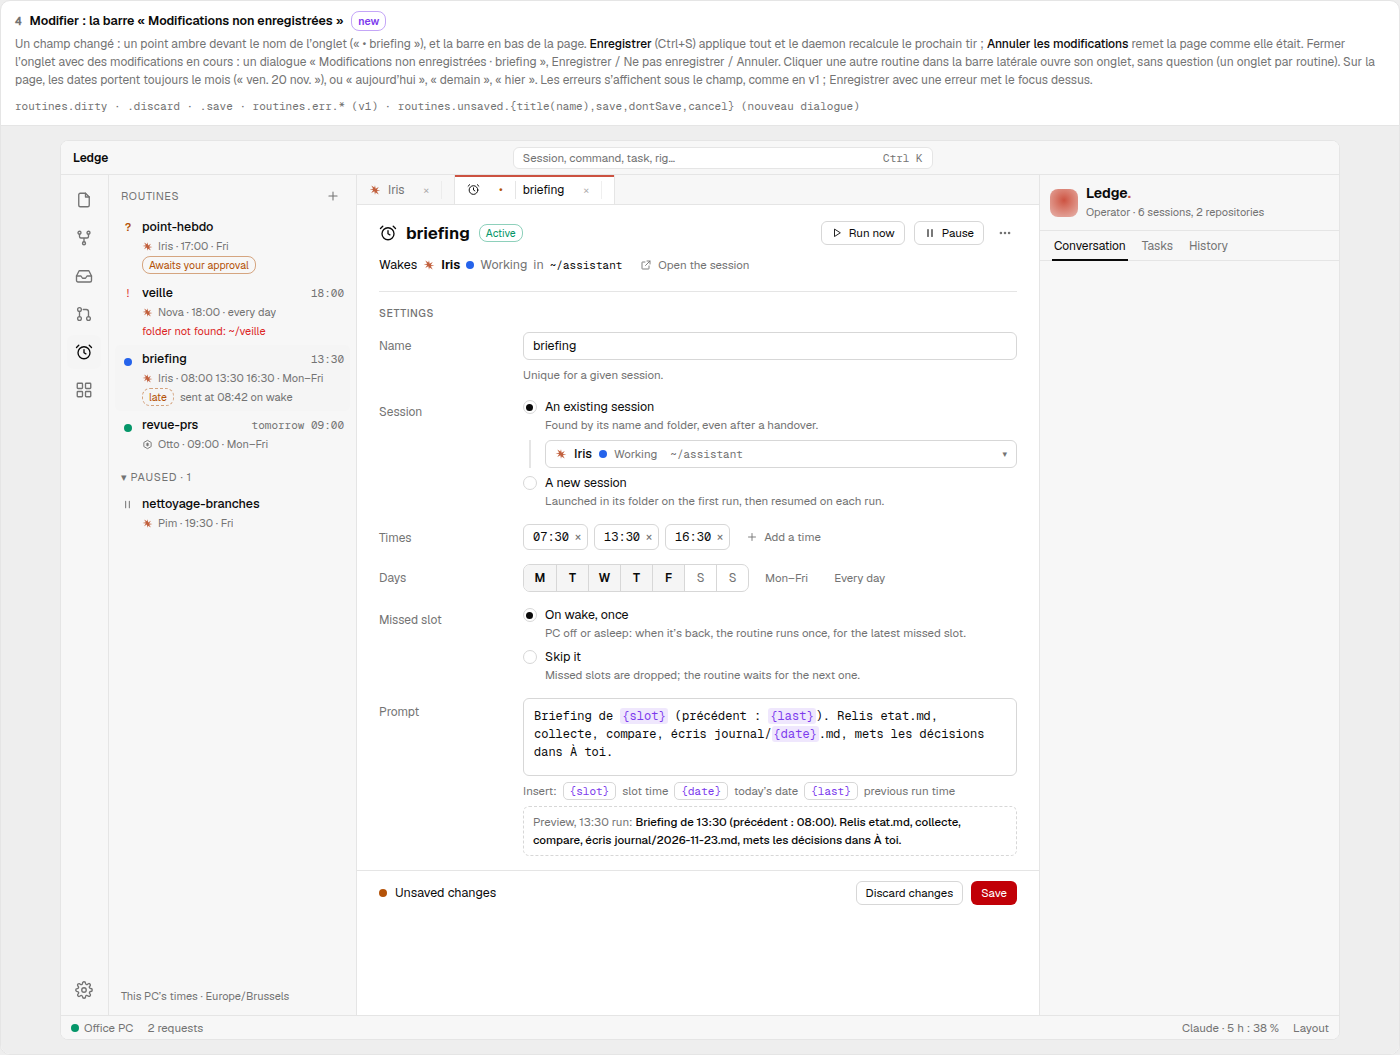 4 Modifier : la barre « Modifications non enregistrées » new
Un champ changé : un point ambre devant le nom de l'onglet (« • briefing »), et la barre en bas de la page. Enregistrer (Ctrl+S) applique tout et le daemon recalcule le prochain tir ; Annuler les modifications remet la page comme elle était. Fermer
l'onglet avec des modifications en cours : un dialogue « Modifications non enregistrées · briefing », Enregistrer / Ne pas enregistrer / Annuler. Cliquer une autre routine dans la barre latérale ouvre son onglet, sans question (un onglet par routine). Sur la
page, les dates portent toujours le mois (« ven. 20 nov. »), ou « aujourd'hui », « demain », « hier ». Les erreurs s'affichent sous le champ, comme en v1 ; Enregistrer avec une erreur met le focus dessus.
routines.dirty · .discard · .save · routines.err.* (v1) · routines.unsaved.{title(name),save,dontSave,cancel} (nouveau dialogue)
Ledge
Session, command, task, rig... Ctrl K
ROUTINES +
? point-hebdo
Iris · 17:00 · Fri
Awaits your approval
! veille 18:00
Nova · 18:00 · every day
folder not found: ~/veille
briefing 13:30
Iris · 08:00 13:30 16:30 · Mon–Fri
late sent at 08:42 on wake
revue-prs tomorrow 09:00
Otto · 09:00 · Mon–Fri
▾ PAUSED · 1
nettoyage-branches
Pim · 19:30 · Fri
This PC's times · Europe/Brussels
Iris ×
• briefing ×
briefing Active
Run now
Pause
···
Wakes Iris Working in ~/assistant Open the session
SETTINGS
Name
briefing
Unique for a given session.
Session
An existing session
Found by its name and folder, even after a handover.
Iris Working ~/assistant ▾
A new session
Launched in its folder on the first run, then resumed on each run.
Times
07:30 × 13:30 × 16:30 × + Add a time
Days
M T W T F S S Mon–Fri Every day
Missed slot
On wake, once
PC off or asleep: when it's back, the routine runs once, for the latest missed slot.
Skip it
Missed slots are dropped; the routine waits for the next one.
Prompt
Briefing de {slot} (précédent : {last}). Relis etat.md,
collecte, compare, écris journal/{date}.md, mets les décisions
dans À toi.
Insert: {slot} slot time {date} today's date {last} previous run time
Preview, 13:30 run: Briefing de 13:30 (précédent : 08:00). Relis etat.md, collecte,
compare, écris journal/2026-11-23.md, mets les décisions dans À toi.
Unsaved changes
Discard changes
Save
Ledge.
Operator · 6 sessions, 2 repositories
Conversation Tasks History
Office PC 2 requests
Claude · 5 h : 38 % Layout